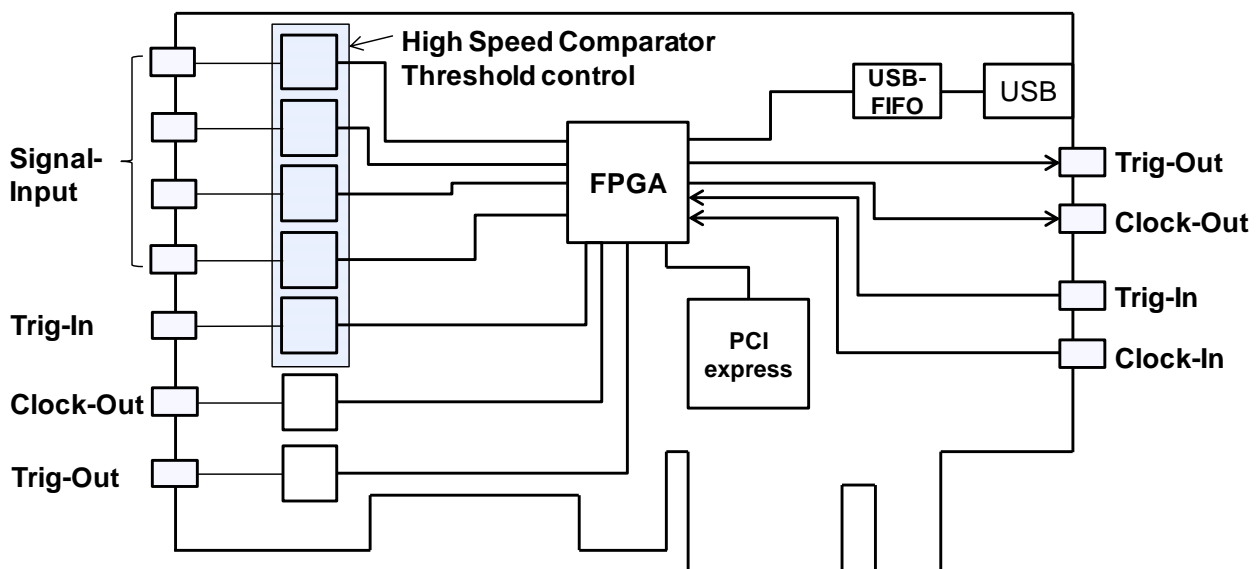 High Speed Comparator
Threshold control
Signal-
Input
Trig-In
Clock-Out
Trig-Out
FPGA
PCI
express
USB-
FIFO
USB
Trig-Out
Clock-Out
Trig-In
Clock-In